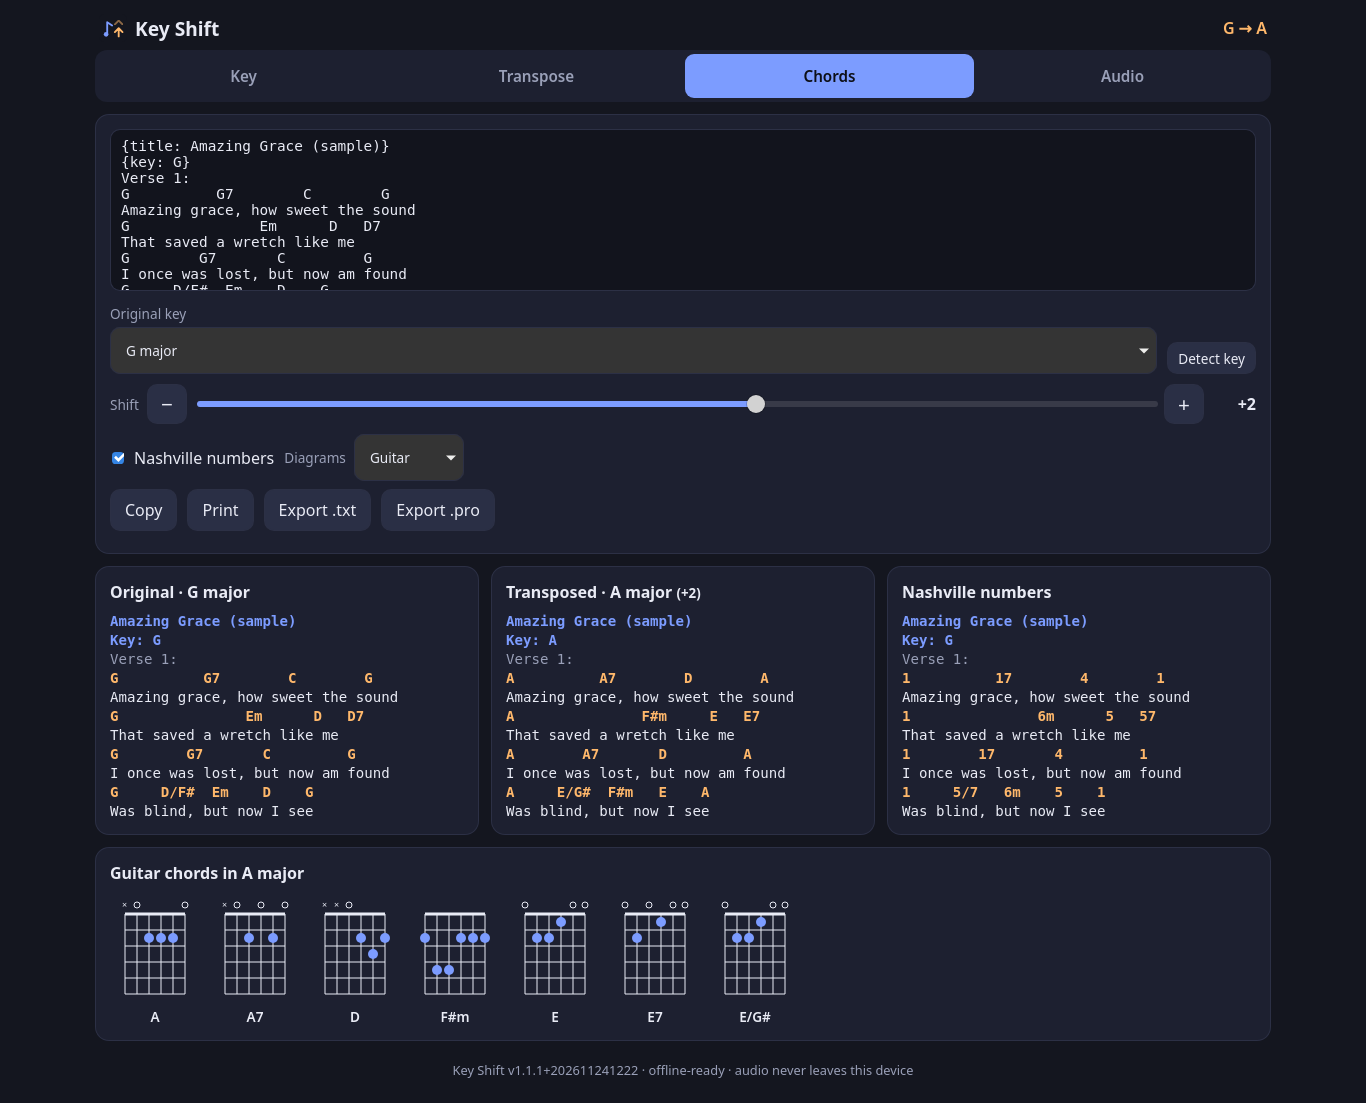 Key Shift
G → A
Key Transpose Chords Audio
{title: Amazing Grace (sample)}
{key: G}
Verse 1:
G          G7        C        G
Amazing grace, how sweet the sound
G               Em      D   D7
That saved a wretch like me
G        G7       C         G
I once was lost, but now am found
G     D/F#  Em    D    G
Original key
G major
Detect key
Shift − + +2
Nashville numbers Diagrams Guitar
Copy Print Export .txt Export .pro
Original · G major
Amazing Grace (sample)
Key: G
Verse 1:
G          G7        C        G
Amazing grace, how sweet the sound
G               Em      D   D7
That saved a wretch like me
G        G7       C         G
I once was lost, but now am found
G     D/F#  Em    D    G
Was blind, but now I see
Transposed · A major (+2)
Amazing Grace (sample)
Key: A
Verse 1:
A          A7        D        A
Amazing grace, how sweet the sound
A               F#m     E   E7
That saved a wretch like me
A        A7       D         A
I once was lost, but now am found
A     E/G#  F#m   E    A
Was blind, but now I see
Nashville numbers
Amazing Grace (sample)
Key: G
Verse 1:
1          17        4        1
Amazing grace, how sweet the sound
1               6m      5   57
That saved a wretch like me
1        17       4         1
I once was lost, but now am found
1     5/7   6m    5    1
Was blind, but now I see
Guitar chords in A major
A A7 D F#m E E7 E/G#
Key Shift v1.1.1+202611241222 · offline-ready · audio never leaves this device